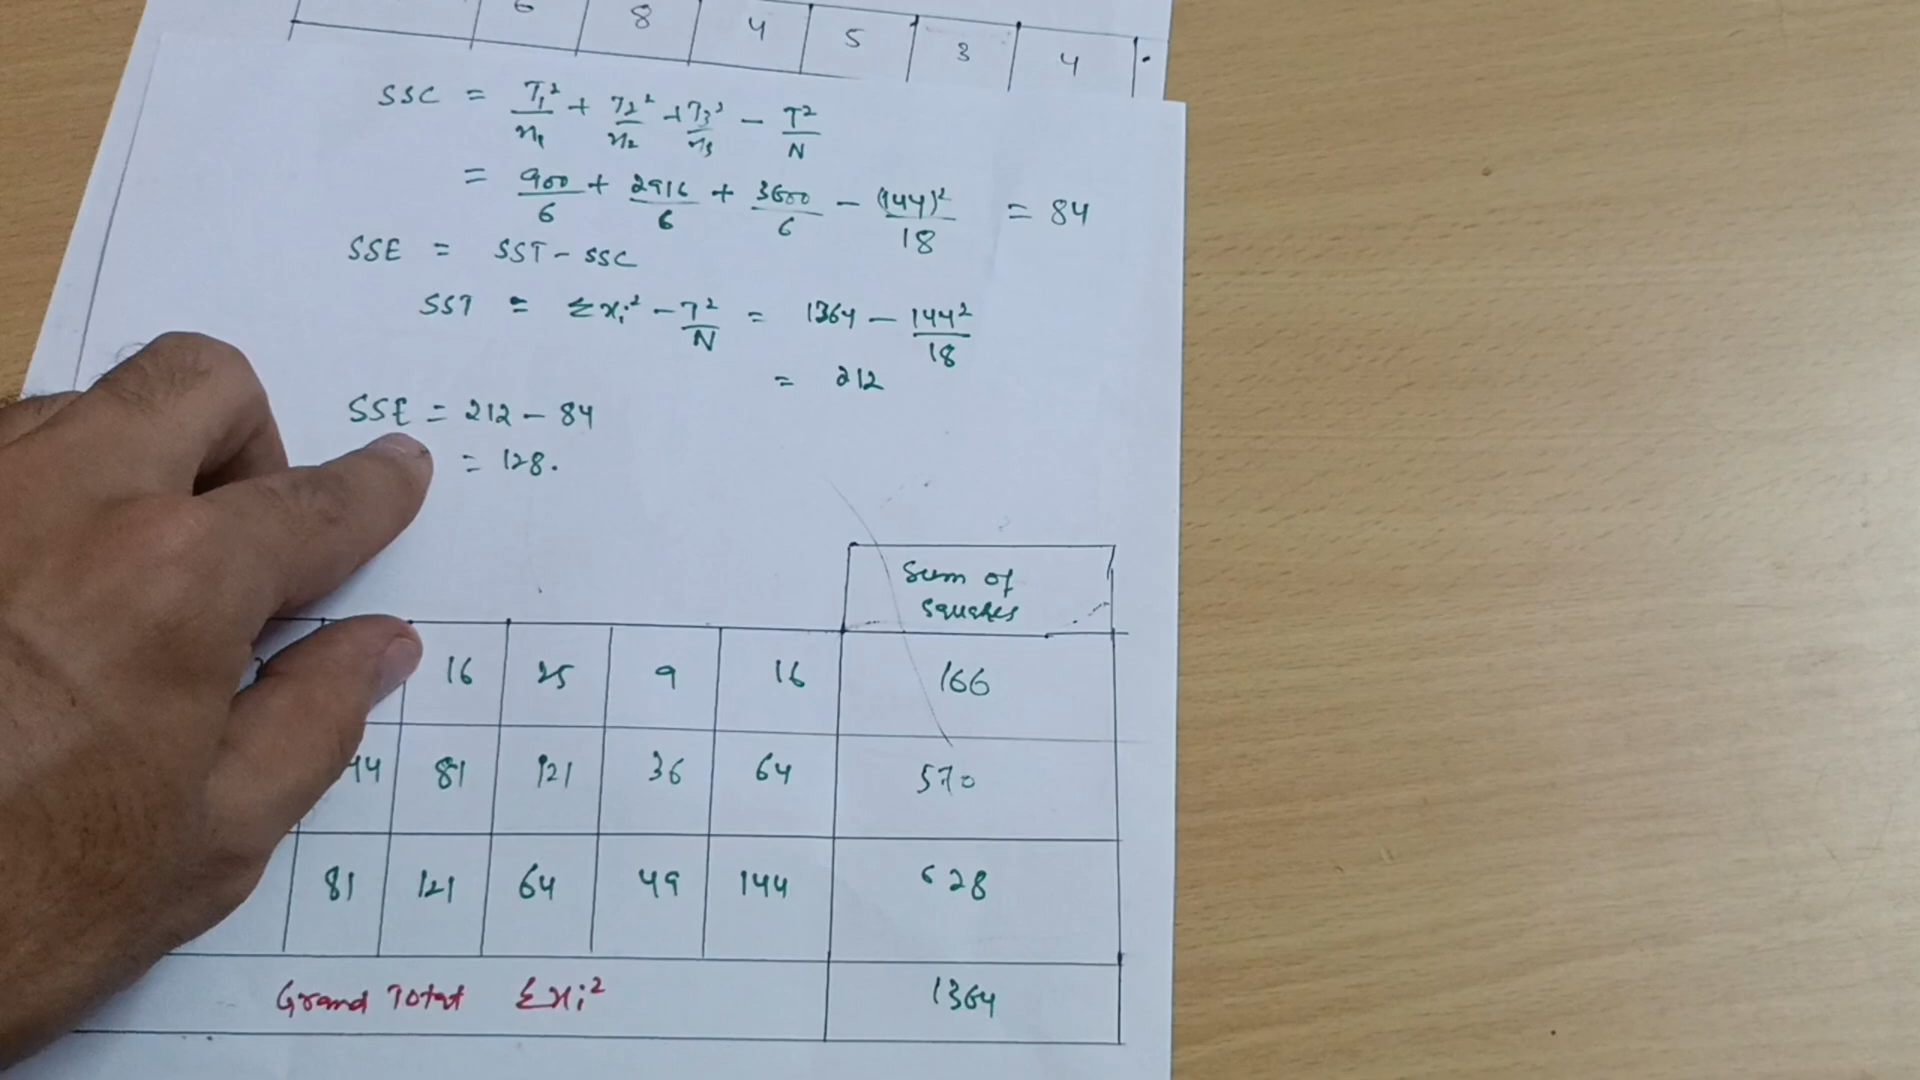 6 8 4 5 3 4
SSC = T₁²/n₁ + T₂²/n₂ + T₃²/n₃ − T²/N
= 900/6 + 2916/6 + 3600/6 − (144)²/18 = 84
SSE = SST − SSC
SST = Σxᵢ² − T²/N = 1364 − 144²/18
= 212
SSE = 212 − 84
= 128.
Sum of
squares
16 25 9 16 166
44 81 121 36 64 570
81 121 64 49 144 628
Grand Total Σxᵢ² 1364